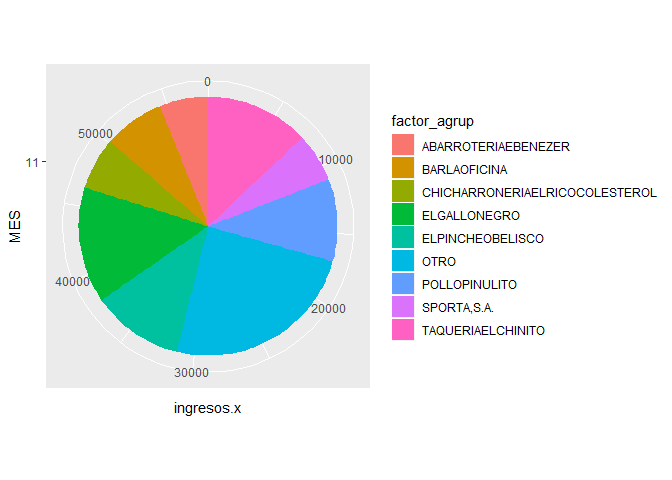 0
50000
10000
11
MES
40000
20000
30000
ingresos.x
factor_agrup
ABARROTERIAEBENEZER
BARLAOFICINA
CHICHARRONERIAELRICOCOLESTEROL
ELGALLONEGRO
ELPINCHEOBELISCO
OTRO
POLLOPINULITO
SPORTA,S.A.
TAQUERIAELCHINITO